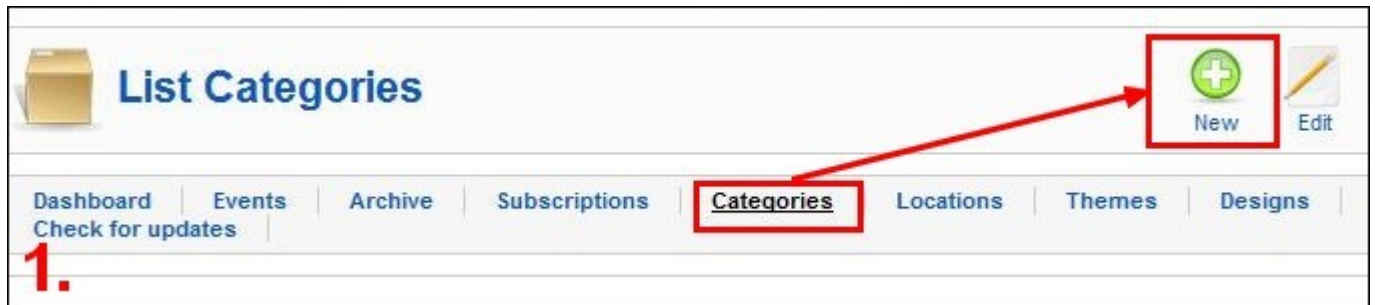 List Categories
New Edit
Dashboard Events Archive Subscriptions Categories Locations Themes Designs
Check for updates
1.